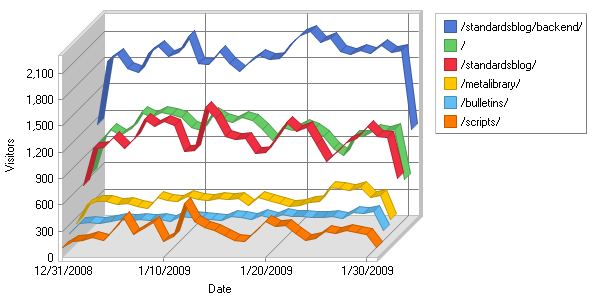 2,100
1,800
1,500
1,200
900
600
300
0
Visitors
12/31/2008
1/10/2009
1/20/2009
1/30/2009
Date
/standardsblog/backend/
/
/standardsblog/
/metalibrary/
/bulletins/
/scripts/